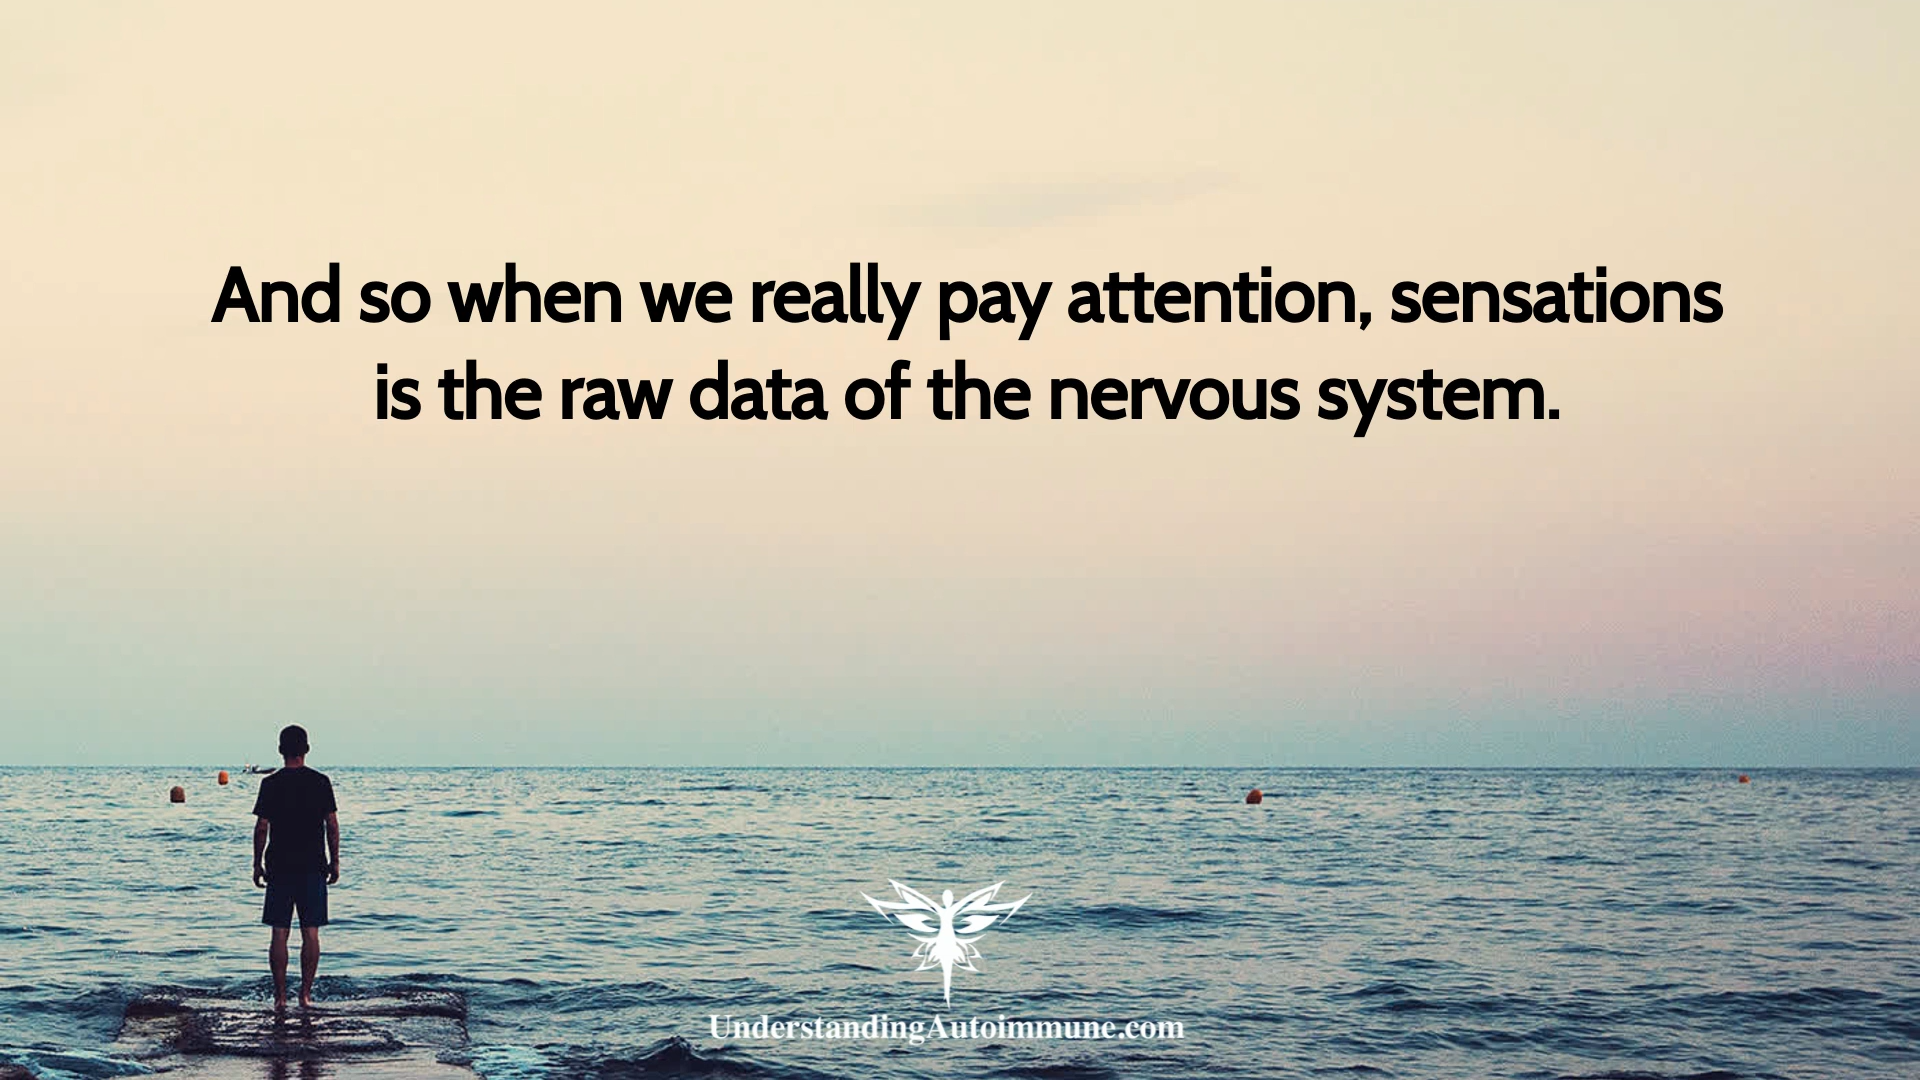 And so when we really pay attention, sensations
is the raw data of the nervous system.
UnderstandingAutoimmune.com